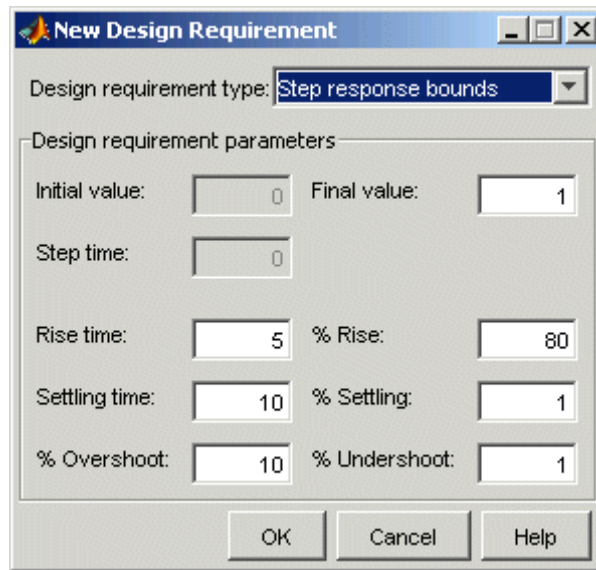 New Design Requirement
Design requirement type: Step response bounds
Design requirement parameters
Initial value: 0 Final value: 1
Step time: 0
Rise time: 5 % Rise: 80
Settling time: 10 % Settling: 1
% Overshoot: 10 % Undershoot: 1
OK Cancel Help